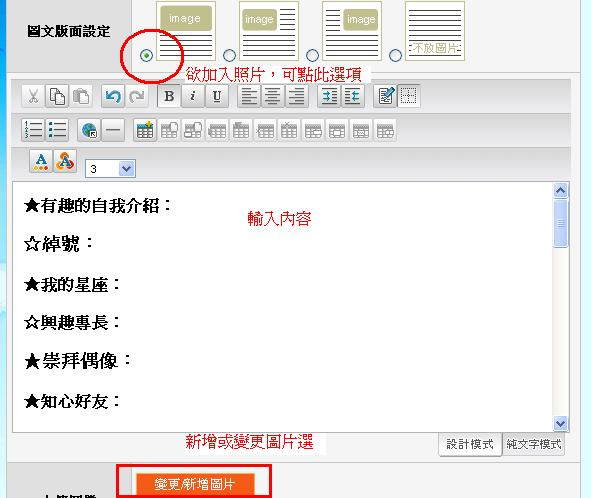 image
image
image
圖文版面設定
不放圖片
欲加入照片，可點此選項
B i U
1
2
3
A A 3
★有趣的自我介紹：
輸入內容
☆綽號：
★我的星座：
☆興趣專長：
★崇拜偶像：
★知心好友：
新增或變更圖片選
設計模式 純文字模式
變更/新增圖片